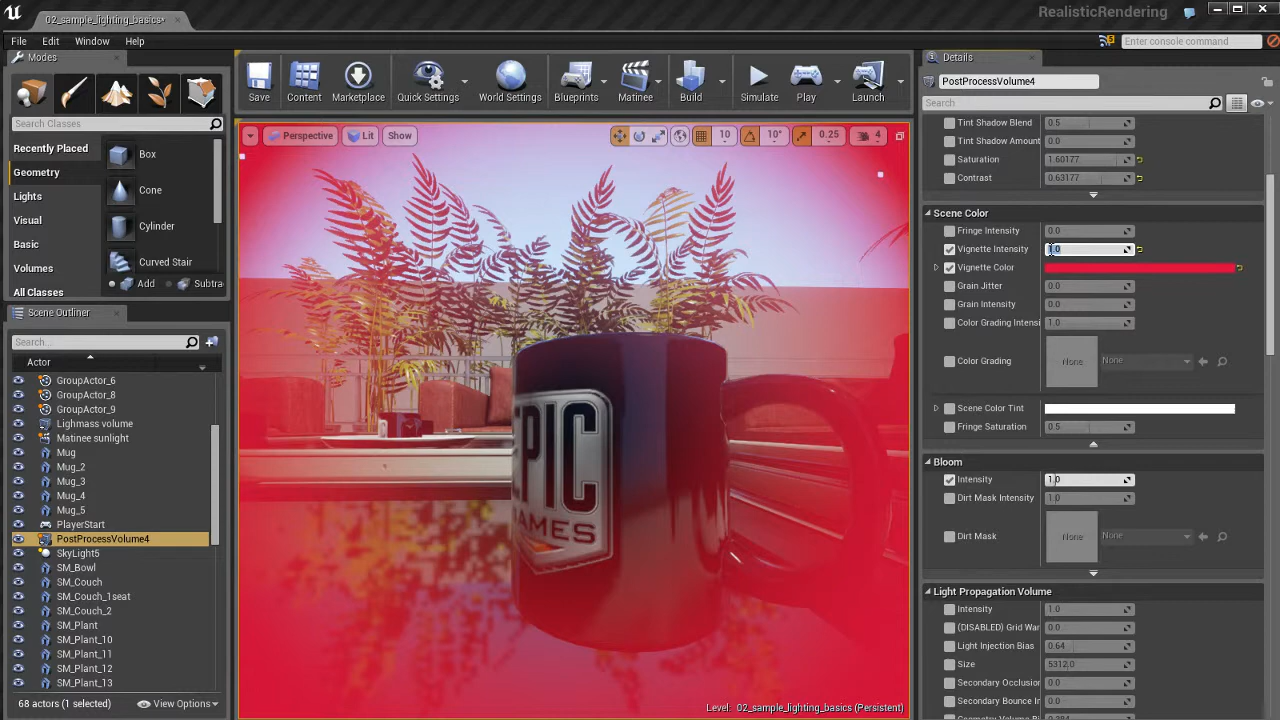 02_sample_lighting_basics*
RealisticRendering
File Edit Window Help
Enter console command
Modes
Search Classes
Recently Placed
Geometry
Lights
Visual
Basic
Volumes
All Classes
Box
Cone
Cylinder
Curved Stair
Add Subtra
Scene Outliner
Search...
Actor
GroupActor_6
GroupActor_8
GroupActor_9
Lighmass volume
Matinee sunlight
Mug
Mug_2
Mug_3
Mug_4
Mug_5
PlayerStart
PostProcessVolume4
SkyLight5
SM_Bowl
SM_Couch
SM_Couch_1seat
SM_Couch_2
SM_Plant
SM_Plant_10
SM_Plant_11
SM_Plant_12
SM_Plant_13
68 actors (1 selected) View Options
Save Content Marketplace Quick Settings World Settings Blueprints Matinee Build Simulate Play Launch
Perspective Lit Show 10 10° 0.25 4
EPIC
GAMES
Level: 02_sample_lighting_basics (Persistent)
Details
PostProcessVolume4
Search
Tint Shadow Blend 0.5
Tint Shadow Amount 0.0
Saturation 1.60177
Contrast 0.63177
Scene Color
Fringe Intensity 0.0
Vignette Intensity 1.0
Vignette Color
Grain Jitter 0.0
Grain Intensity 0.0
Color Grading Intensi 1.0
Color Grading None None
Scene Color Tint
Fringe Saturation 0.5
Bloom
Intensity 1.0
Dirt Mask Intensity 1.0
Dirt Mask None None
Light Propagation Volume
Intensity 1.0
(DISABLED) Grid War 0.0
Light Injection Bias 0.64
Size 5312.0
Secondary Occlusion 0.0
Secondary Bounce In 0.0